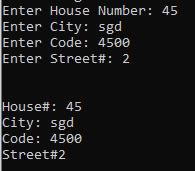 Enter House Number: 45
Enter City: sgd
Enter Code: 4500
Enter Street#: 2
House#: 45
City: sgd
Code: 4500
Street#2